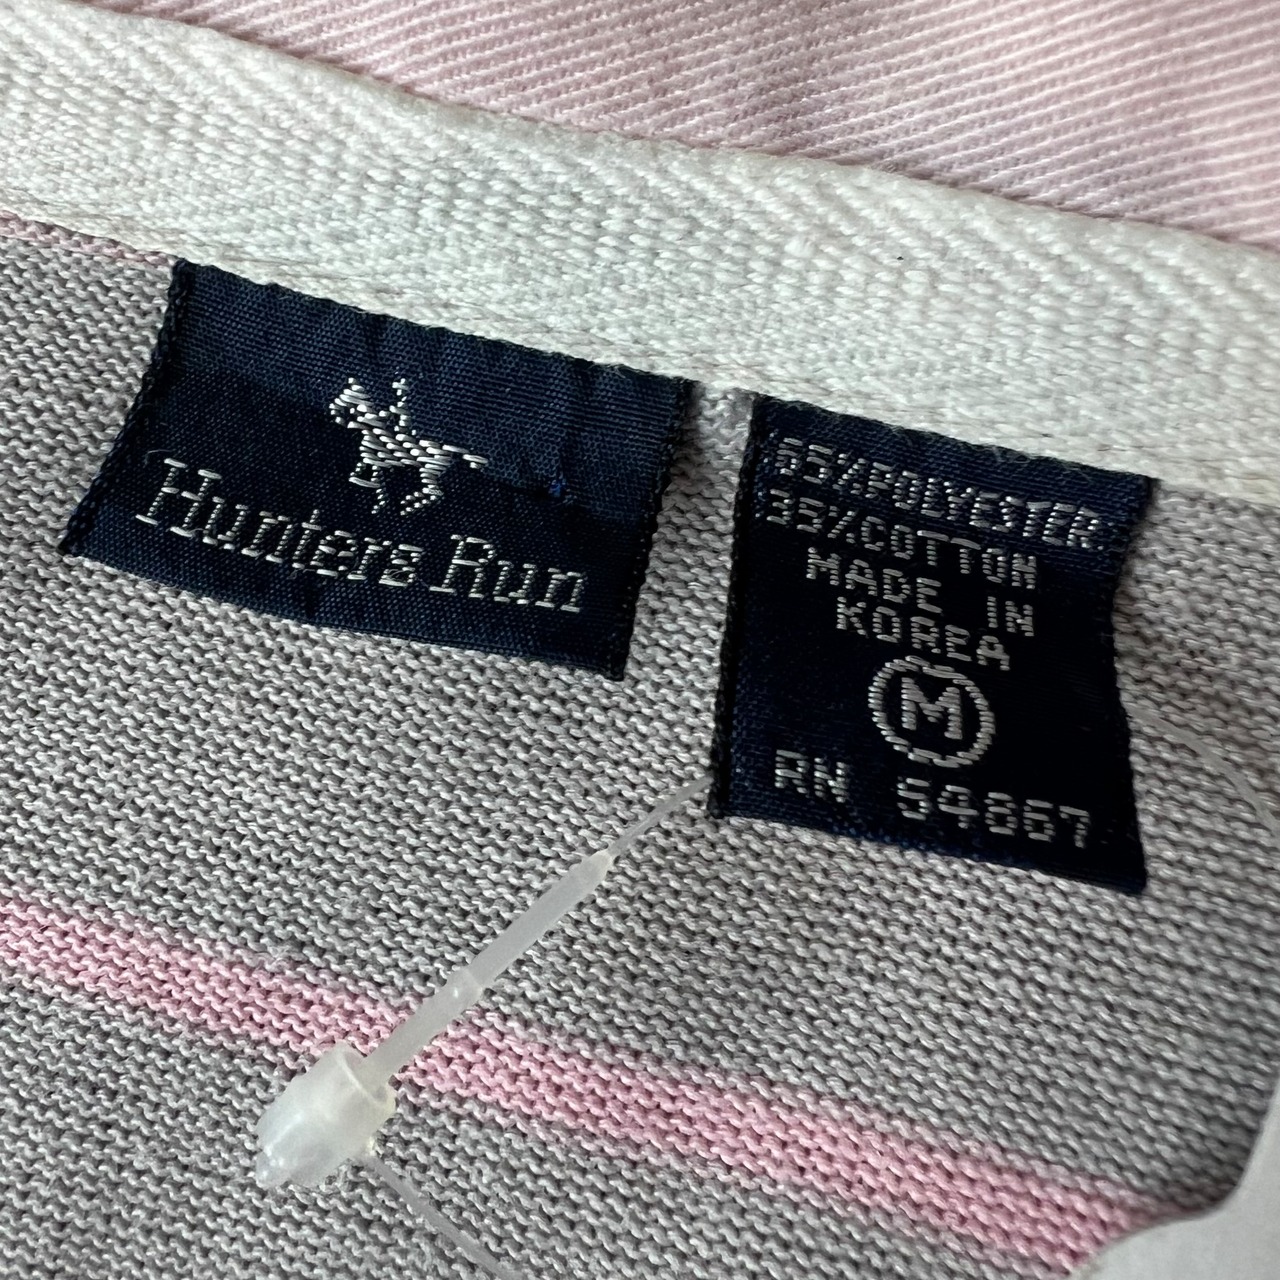 Hunters Run
65%POLYESTER
35%COTTON
MADE IN
KOREA
M
RN 54867